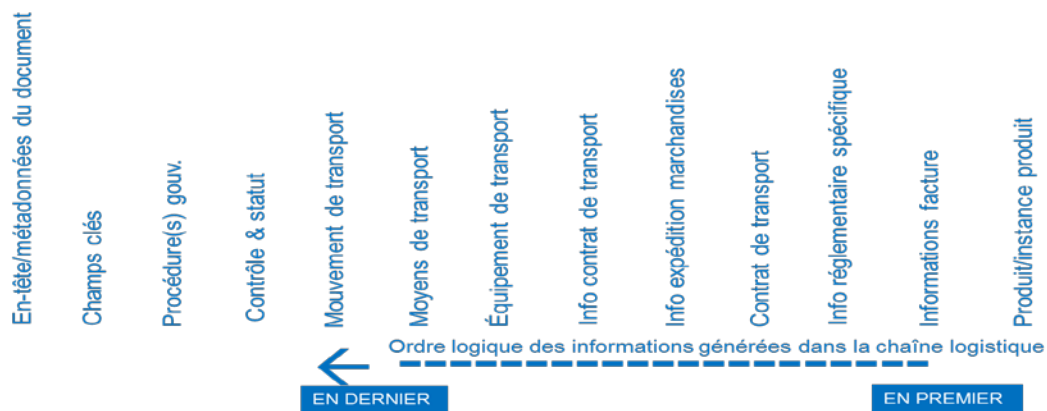 En-tête/métadonnées du document
Champs clés
Procédure(s) gouv.
Contrôle & statut
Mouvement de transport
Moyens de transport
Équipement de transport
Info contrat de transport
Info expédition marchandises
Contrat de transport
Info réglementaire spécifique
Informations facture
Produit/instance produit
Ordre logique des informations générées dans la chaîne logistique
EN DERNIER
EN PREMIER